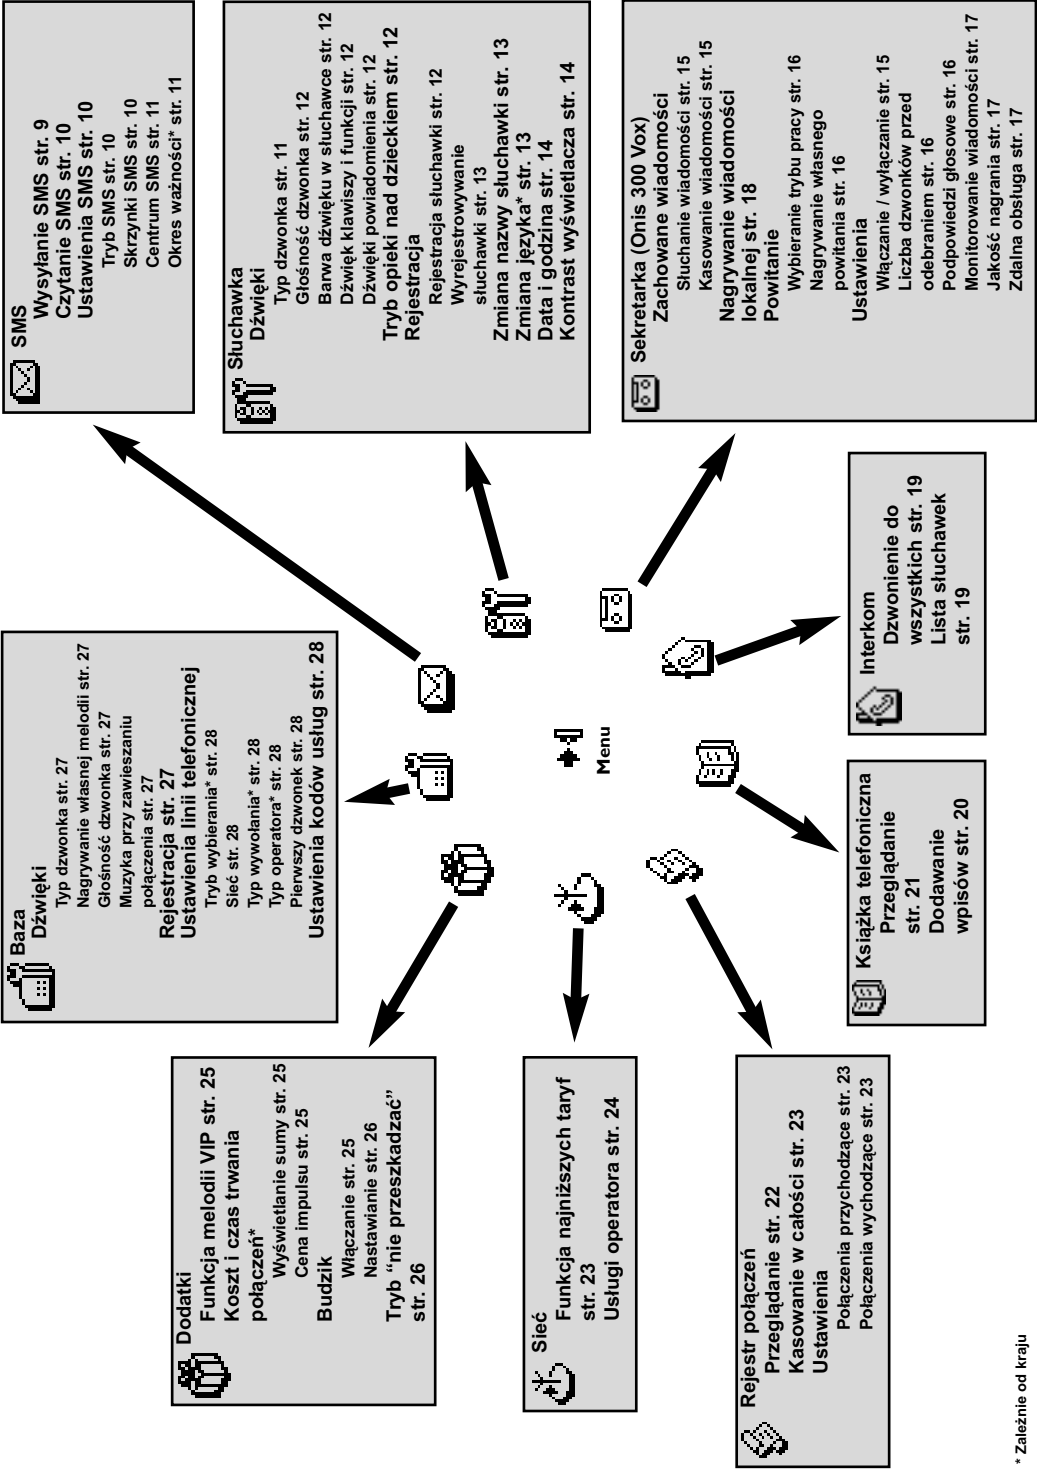 SMS
Wysyłanie SMS str. 9
Czytanie SMS str. 10
Ustawienia SMS str. 10
Tryb SMS str. 10
Skrzynki SMS str. 10
Centrum SMS str. 11
Okres ważności* str. 11
Słuchawka
Dźwięki
Typ dzwonka str. 11
Głośność dzwonka str. 12
Barwa dźwięku w słuchawce str. 12
Dźwięk klawiszy i funkcji str. 12
Dźwięki powiadomienia str. 12
Tryb opieki nad dzieckiem str. 12
Rejestracja
Rejestracja słuchawki str. 12
Wyrejestrowywanie
słuchawki str. 13
Zmiana nazwy słuchawki str. 13
Zmiana języka* str. 13
Data i godzina str. 14
Kontrast wyświetlacza str. 14
Sekretarka (Onis 300 Vox)
Zachowane wiadomości
Słuchanie wiadomości str. 15
Kasowanie wiadomości str. 15
Nagrywanie wiadomości
lokalnej str. 18
Powitanie
Wybieranie trybu pracy str. 16
Nagrywanie własnego
powitania str. 16
Ustawienia
Włączanie / wyłączanie str. 15
Liczba dzwonków przed
odebraniem str. 16
Podpowiedzi głosowe str. 16
Monitorowanie wiadomości str. 17
Jakość nagrania str. 17
Zdalna obsługa str. 17
Baza
Dźwięki
Typ dzwonka str. 27
Nagrywanie własnej melodii str. 27
Głośność dzwonka str. 27
Muzyka przy zawieszaniu
połączenia str. 27
Rejestracja str. 27
Ustawienia linii telefonicznej
Tryb wybierania* str. 28
Sieć str. 28
Typ wywołania* str. 28
Typ operatora* str. 28
Pierwszy dzwonek str. 28
Ustawienia kodów usług str. 28
Menu
Interkom
Dzwonienie do
wszystkich str. 19
Lista słuchawek
str. 19
Książka telefoniczna
Przeglądanie
str. 21
Dodawanie
wpisów str. 20
Dodatki
Funkcja melodii VIP str. 25
Koszt i czas trwania
połączeń*
Wyświetlanie sumy str. 25
Cena impulsu str. 25
Budzik
Włączanie str. 25
Nastawianie str. 26
Tryb “nie przeszkadzać”
str. 26
Sieć
Funkcja najniższych taryf
str. 23
Usługi operatora str. 24
Rejestr połączeń
Przeglądanie str. 22
Kasowanie w całości str. 23
Ustawienia
Połączenia przychodzące str. 23
Połączenia wychodzące str. 23
* Zależnie od kraju